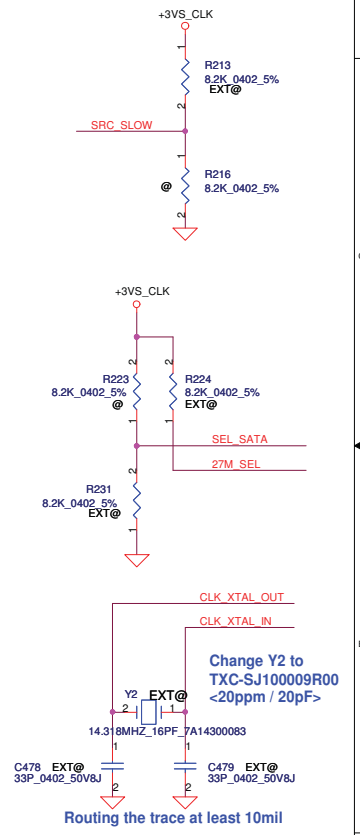 +3VS_CLK
1
R213
8.2K_0402_5%
EXT@
2
SRC_SLOW
1
R216
@
8.2K_0402_5%
2
+3VS_CLK
2
2
R223
R224
8.2K_0402_5%
8.2K_0402_5%
@
EXT@
1
1
SEL_SATA
27M_SEL
2
R231
8.2K_0402_5%
EXT@
1
CLK_XTAL_OUT
CLK_XTAL_IN
Change Y2 to
TXC-SJ100009R00
<20ppm / 20pF>
Y2 EXT@
2
1
14.318MHZ_16PF_7A14300083
1
1
C478 EXT@
33P_0402_50V8J
C479 EXT@
33P_0402_50V8J
2
2
Routing the trace at least 10mil